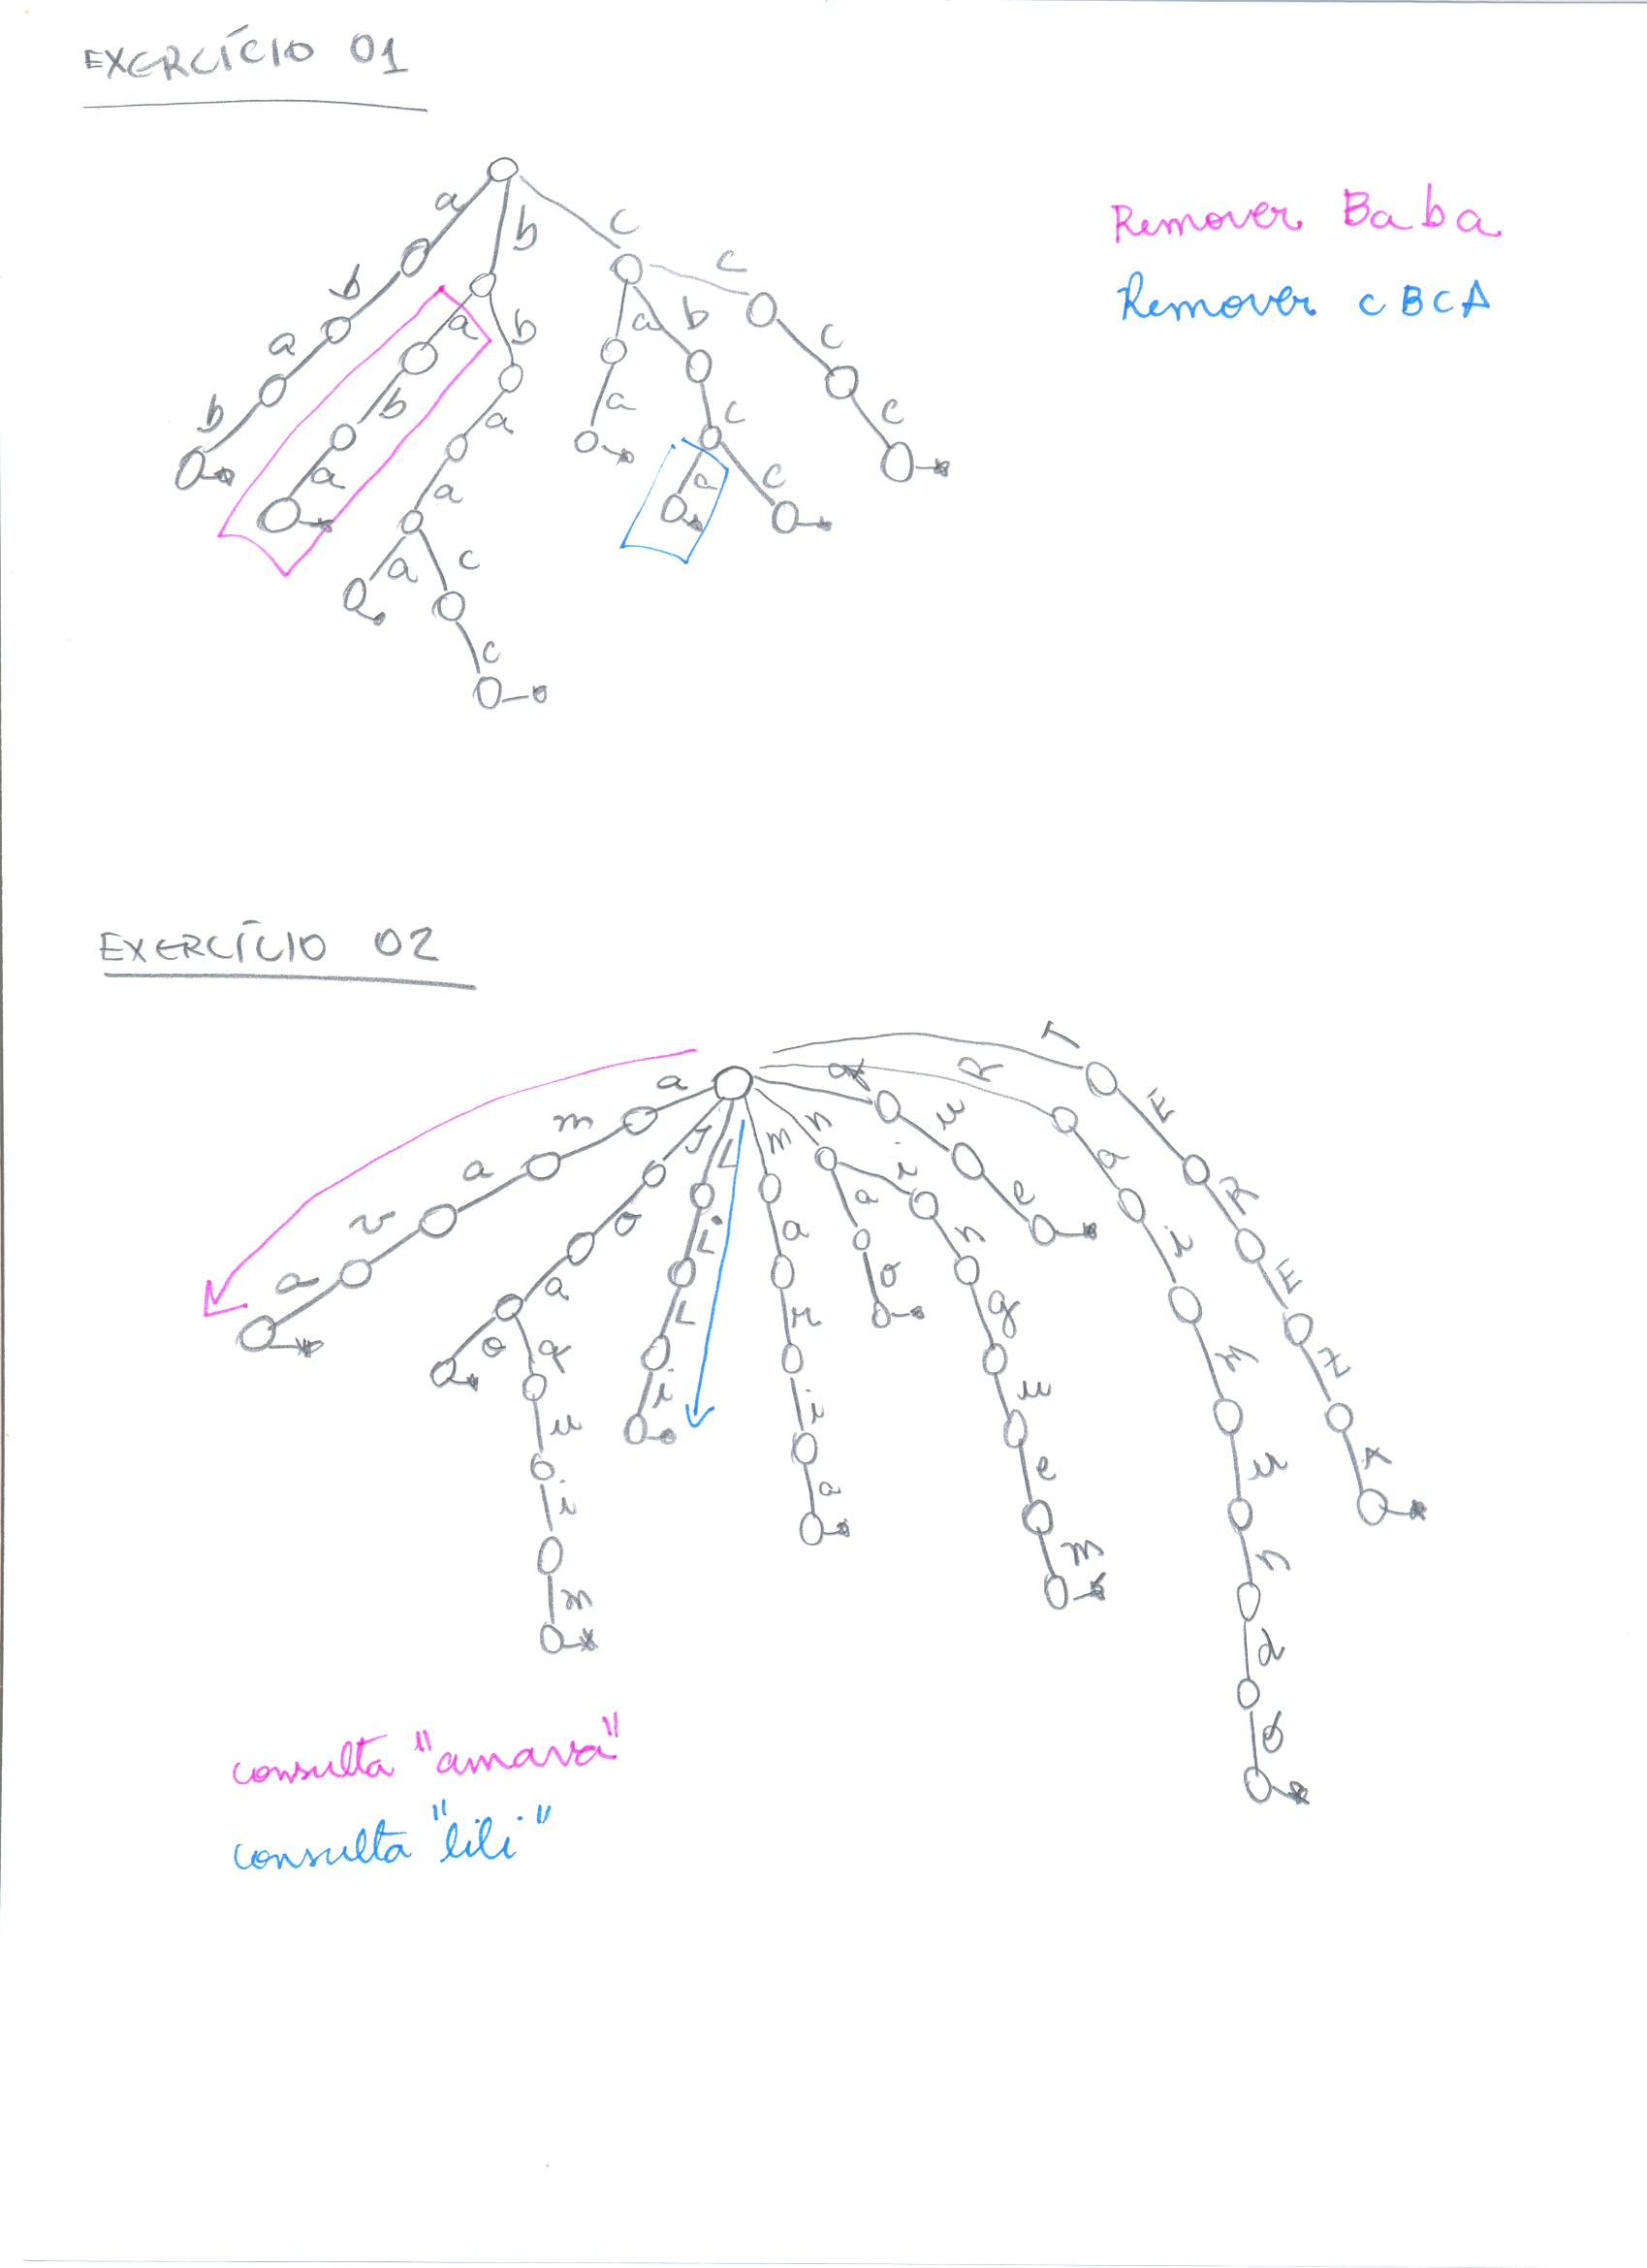 EXERCÍCIO 01
a b c
c
b a b b
a b c
a b a c c
b a a c
a a a c
a c
c
Remover Baba
Remover cBCA
EXERCÍCIO 02
T
a q R
m J L m n u E
a o i a a i e a R
v a L r o n i E
a o q i i g m z
u a u u A
i e n
m m d
o
consulta "amava"
consulta "lili"